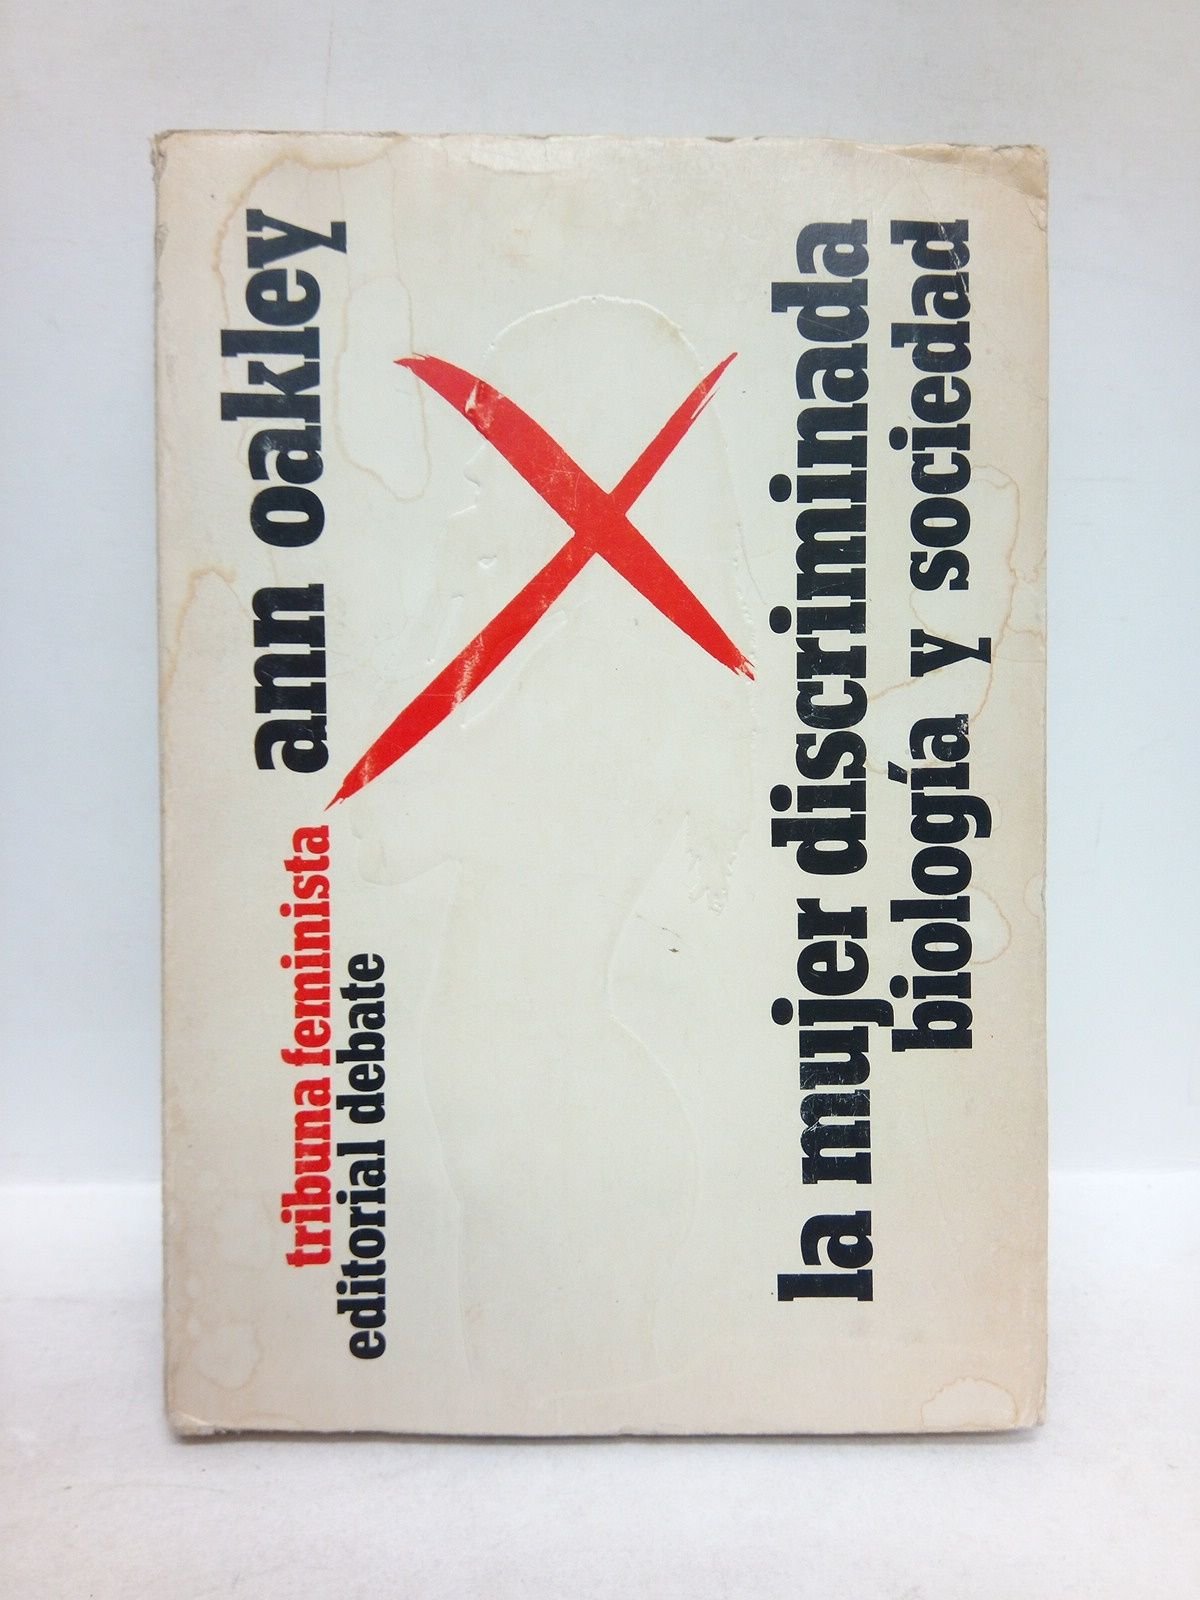 ann oakley
tribuna feminista
editorial debate
la mujer discriminada
biología y sociedad